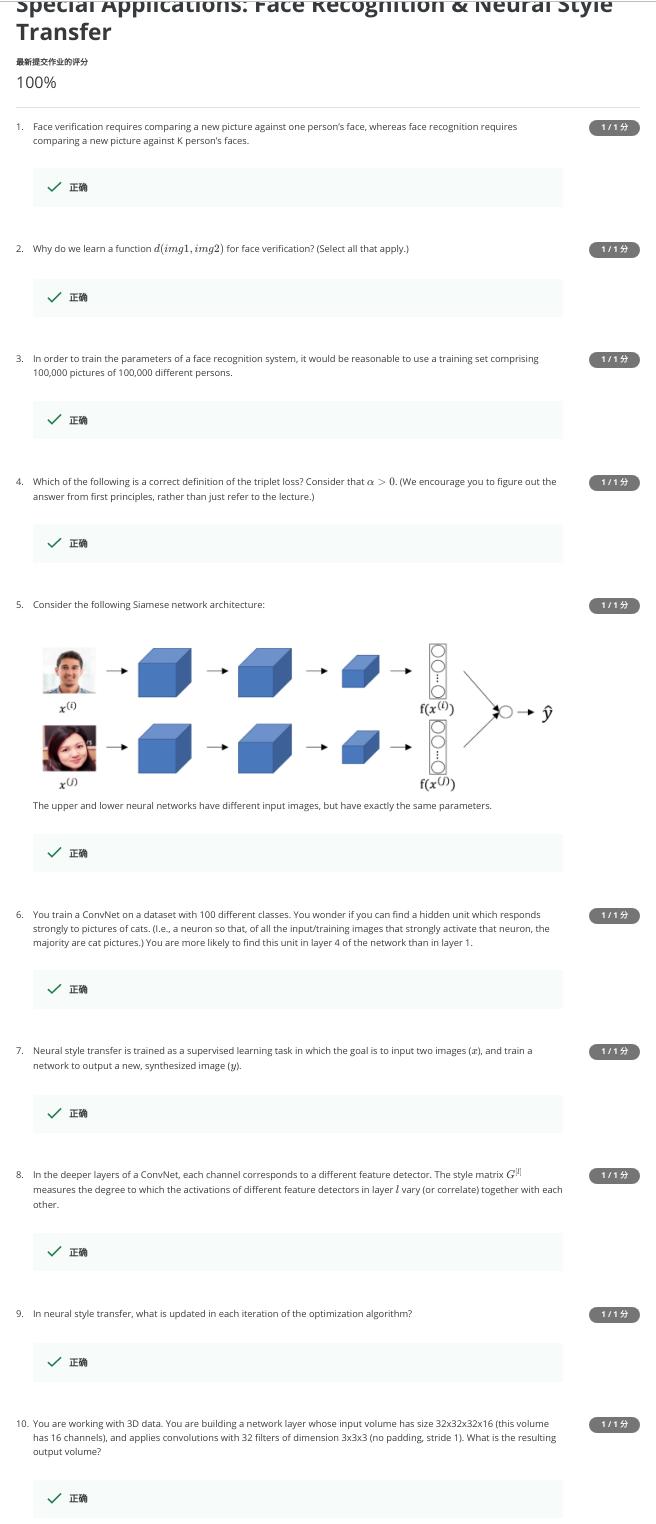 Special Applications: Face Recognition & Neural Style
Transfer
最新提交作业的评分
100%
1. Face verification requires comparing a new picture against one person's face, whereas face recognition requires
comparing a new picture against K person's faces.
1 / 1 分
正确
2. Why do we learn a function d(img1, img2) for face verification? (Select all that apply.)
1 / 1 分
正确
3. In order to train the parameters of a face recognition system, it would be reasonable to use a training set comprising
100,000 pictures of 100,000 different persons.
1 / 1 分
正确
4. Which of the following is a correct definition of the triplet loss? Consider that α > 0. (We encourage you to figure out the
answer from first principles, rather than just refer to the lecture.)
1 / 1 分
正确
5. Consider the following Siamese network architecture:
1 / 1 分
x^(i)
f(x^(i))
ŷ
x^(j)
f(x^(j))
The upper and lower neural networks have different input images, but have exactly the same parameters.
正确
6. You train a ConvNet on a dataset with 100 different classes. You wonder if you can find a hidden unit which responds
strongly to pictures of cats. (I.e., a neuron so that, of all the input/training images that strongly activate that neuron, the
majority are cat pictures.) You are more likely to find this unit in layer 4 of the network than in layer 1.
1 / 1 分
正确
7. Neural style transfer is trained as a supervised learning task in which the goal is to input two images (x), and train a
network to output a new, synthesized image (y).
1 / 1 分
正确
8. In the deeper layers of a ConvNet, each channel corresponds to a different feature detector. The style matrix G^[l]
measures the degree to which the activations of different feature detectors in layer l vary (or correlate) together with each
other.
1 / 1 分
正确
9. In neural style transfer, what is updated in each iteration of the optimization algorithm?
1 / 1 分
正确
10. You are working with 3D data. You are building a network layer whose input volume has size 32x32x32x16 (this volume
has 16 channels), and applies convolutions with 32 filters of dimension 3x3x3 (no padding, stride 1). What is the resulting
output volume?
1 / 1 分
正确